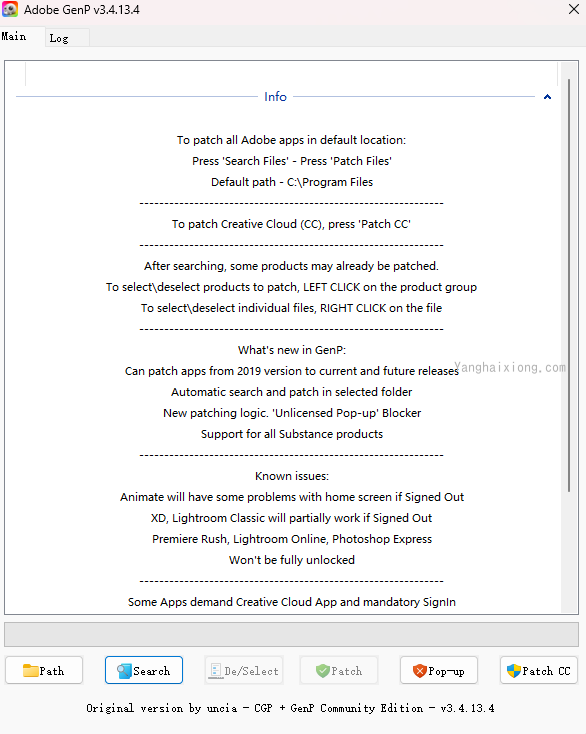 Adobe GenP v3.4.13.4
Main
Log
Info
To patch all Adobe apps in default location:
Press 'Search Files' - Press 'Patch Files'
Default path - C:\Program Files
---------------------------------------------------------------
To patch Creative Cloud (CC), press 'Patch CC'
---------------------------------------------------------------
After searching, some products may already be patched.
To select\deselect products to patch, LEFT CLICK on the product group
To select\deselect individual files, RIGHT CLICK on the file
---------------------------------------------------------------
What's new in GenP:
Can patch apps from 2019 version to current and future releases
Yanghaixiong.com
Automatic search and patch in selected folder
New patching logic. 'Unlicensed Pop-up' Blocker
Support for all Substance products
---------------------------------------------------------------
Known issues:
Animate will have some problems with home screen if Signed Out
XD, Lightroom Classic will partially work if Signed Out
Premiere Rush, Lightroom Online, Photoshop Express
Won't be fully unlocked
---------------------------------------------------------------
Some Apps demand Creative Cloud App and mandatory SignIn
Path
Search
De/Select
Patch
Pop-up
Patch CC
Original version by uncia - CGP + GenP Community Edition - v3.4.13.4